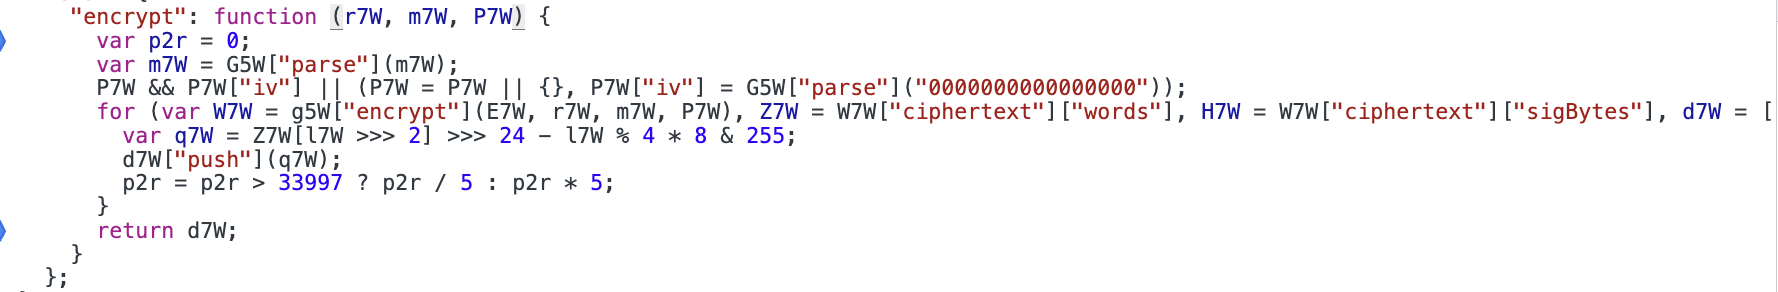 "encrypt": function (r7W, m7W, P7W) {
var p2r = 0;
var m7W = G5W["parse"](m7W);
P7W && P7W["iv"] || (P7W = P7W || {}, P7W["iv"] = G5W["parse"]("0000000000000000"));
for (var W7W = g5W["encrypt"](E7W, r7W, m7W, P7W), Z7W = W7W["ciphertext"]["words"], H7W = W7W["ciphertext"]["sigBytes"], d7W = [
var q7W = Z7W[l7W >>> 2] >>> 24 - l7W % 4 * 8 & 255;
d7W["push"](q7W);
p2r = p2r > 33997 ? p2r / 5 : p2r * 5;
}
return d7W;
}
};